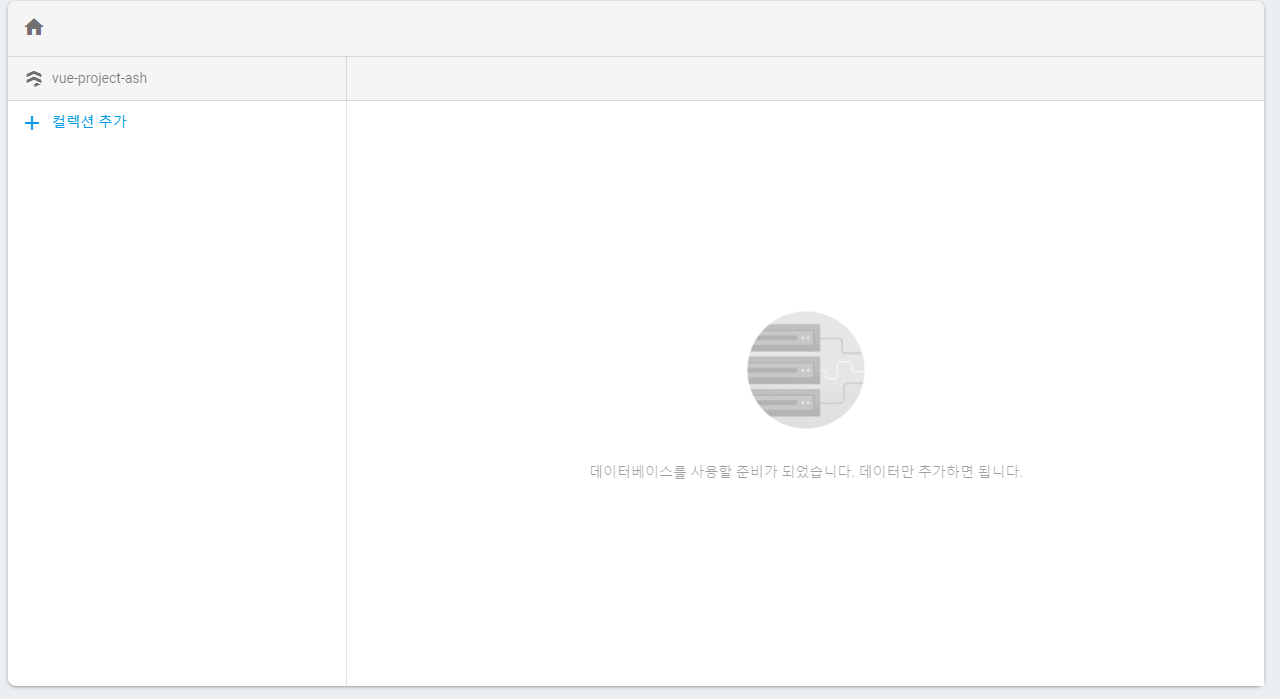 vue-project-ash
컬렉션 추가
데이터베이스를 사용할 준비가 되었습니다. 데이터만 추가하면 됩니다.